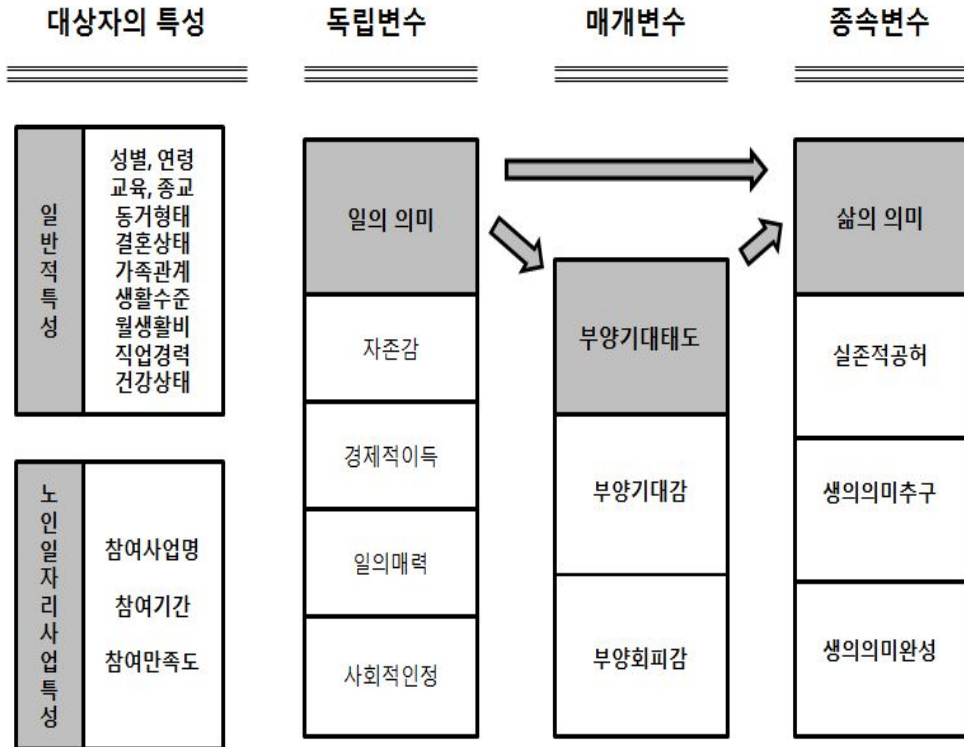 대상자의 특성
독립변수
매개변수
종속변수
일반적특성
성별, 연령
교육, 종교
동거형태
결혼상태
가족관계
생활수준
월생활비
직업경력
건강상태
노인일자리사업특성
참여사업명
참여기간
참여만족도
일의 의미
자존감
경제적이득
일의매력
사회적인정
부양기대태도
부양기대감
부양회피감
삶의 의미
실존적공허
생의의미추구
생의의미완성